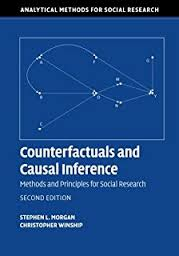 ANALYTICAL METHODS FOR SOCIAL RESEARCH
Counterfactuals and
Causal Inference
Methods and Principles for Social Research
SECOND EDITION
STEPHEN L. MORGAN
CHRISTOPHER WINSHIP